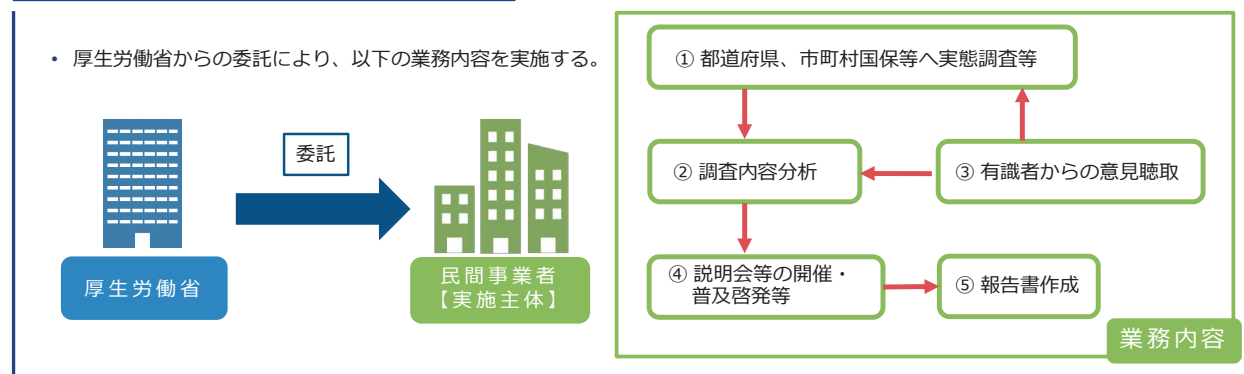 • 厚生労働省からの委託により、以下の業務内容を実施する。
委託
厚生労働省
民間事業者
【実施主体】
① 都道府県、市町村国保等へ実態調査等
② 調査内容分析
③ 有識者からの意見聴取
④ 説明会等の開催・
普及啓発等
⑤ 報告書作成
業務内容